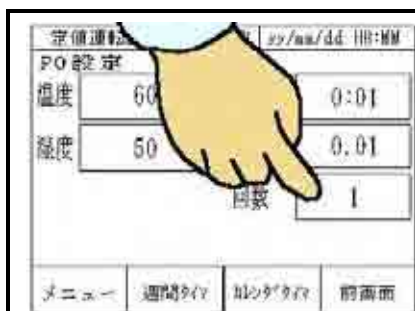 定値運転 yy/mm/dd HH:MM
PO設定
温度 60 0:01
湿度 50 0.01
回数 1
メニュー 週間タイマ カレンダタイマ 前画面